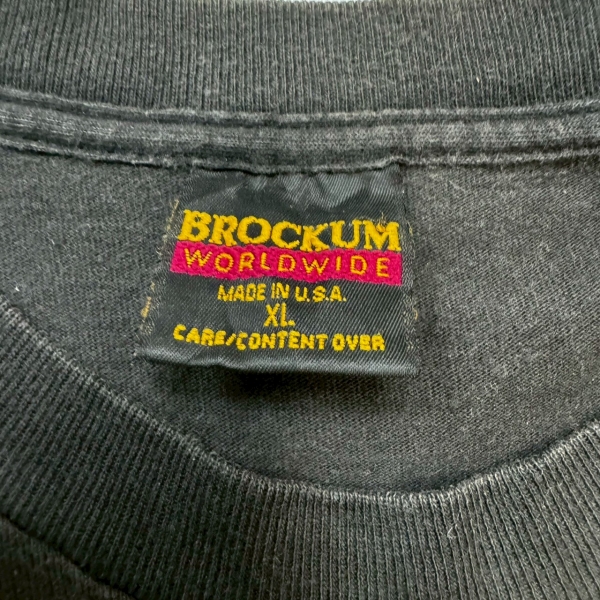 BROCKUM
WORLDWIDE
MADE IN U.S.A.
XL
CARE/CONTENT OVER